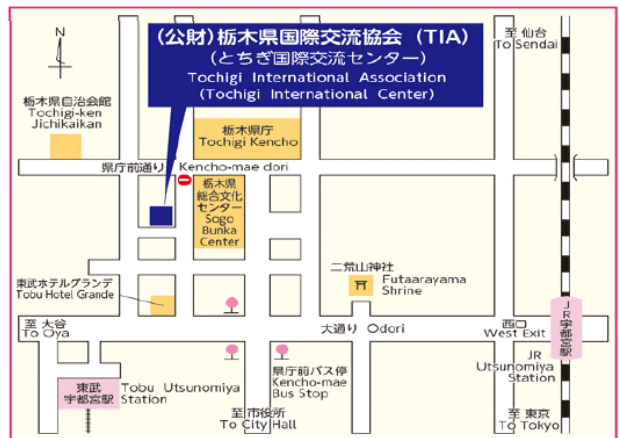 N
(公財)栃木県国際交流協会 (TIA)
(とちぎ国際交流センター)
Tochigi International Association
(Tochigi International Center)
至 仙台
To Sendai
栃木県自治会館
Tochigi-ken
Jichikaikan
栃木県庁
Tochigi Kencho
県庁前通り Kencho-mae dori
栃木県
総合文化
センター
Sogo
Bunka
Center
東武ホテルグランデ
Tobu Hotel Grande
二荒山神社
Futaarayama
Shrine
至 大谷
To Oya
大通り Odori
西口
West Exit
JR宇都宮駅
JR
Utsunomiya
Station
東武
宇都宮駅
Tobu Utsunomiya
Station
県庁前バス停
Kencho-mae
Bus Stop
至 市役所
To City Hall
至 東京
To Tokyo